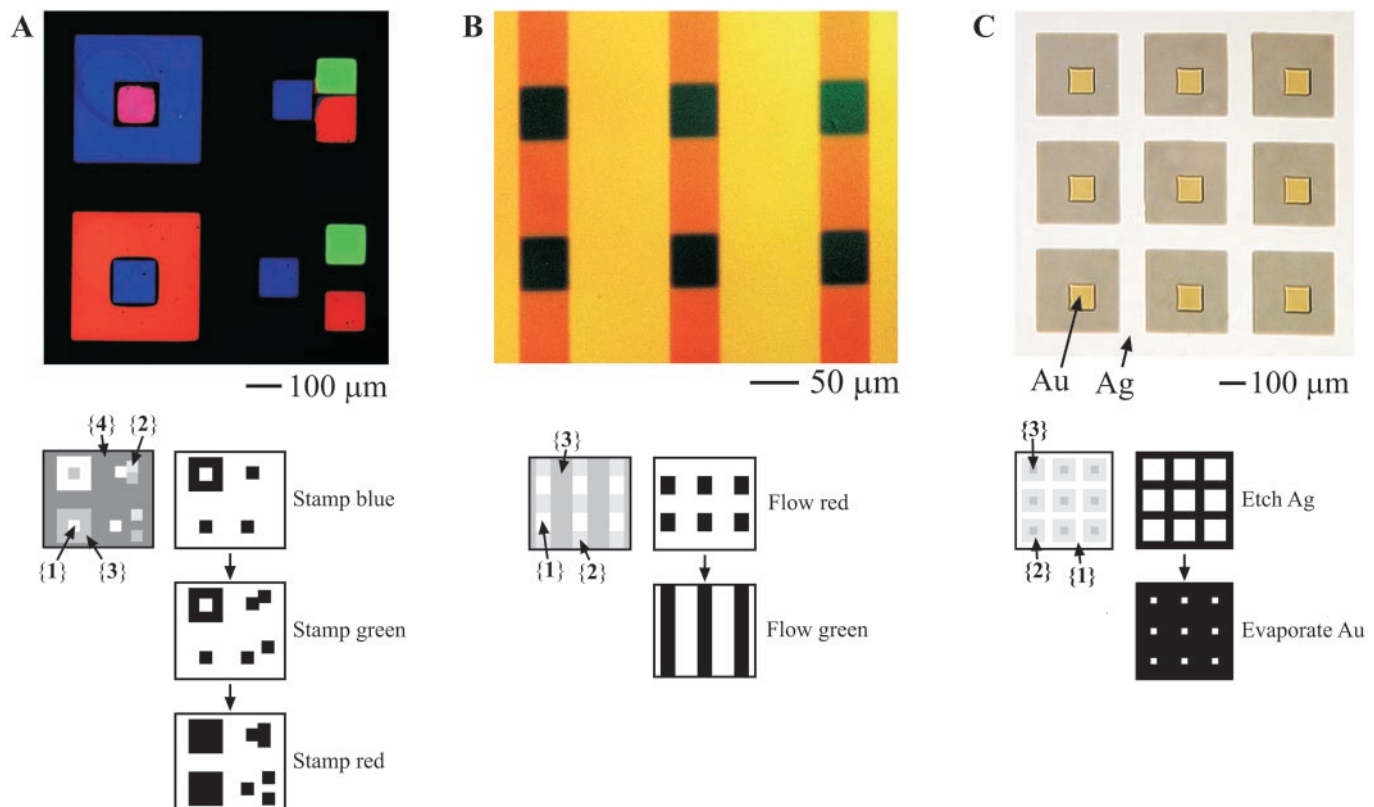 A
B
C
100 μm
50 μm
Au
Ag
100 μm
{4}
{2}
{1}
{3}
Stamp blue
Stamp green
Stamp red
{3}
{1}
{2}
Flow red
Flow green
{3}
{2}
{1}
Etch Ag
Evaporate Au